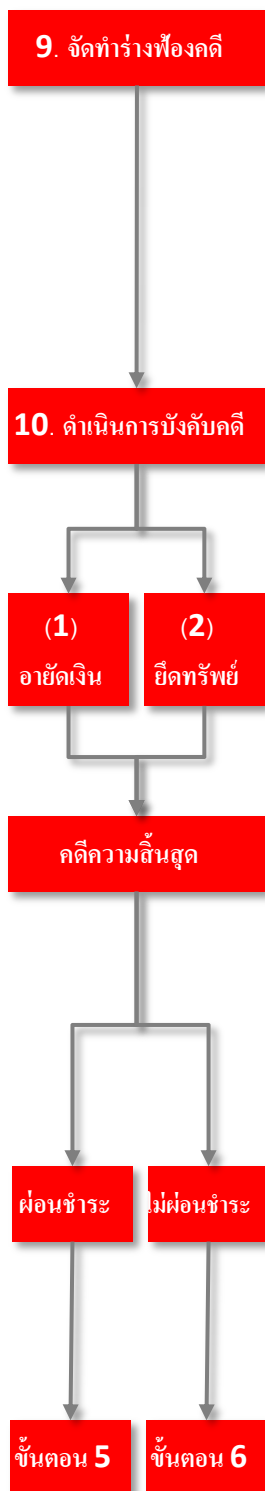 9. จัดทำร่างฟ้องคดี
10. ดำเนินการบังคับคดี
(1)
อายัดเงิน
(2)
ยึดทรัพย์
คดีความสิ้นสุด
ผ่อนชำระ
ไม่ผ่อนชำระ
ขั้นตอน 5
ขั้นตอน 6